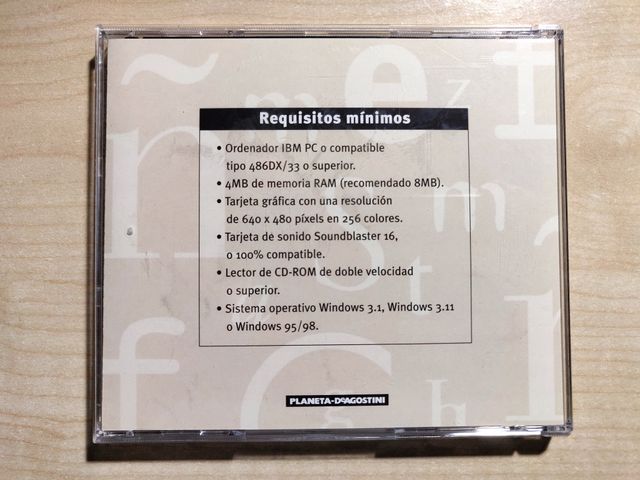 Requisitos mínimos
• Ordenador IBM PC o compatible
tipo 486DX/33 o superior.
• 4MB de memoria RAM (recomendado 8MB).
• Tarjeta gráfica con una resolución
de 640 x 480 píxels en 256 colores.
• Tarjeta de sonido Soundblaster 16,
o 100% compatible.
• Lector de CD-ROM de doble velocidad
o superior.
• Sistema operativo Windows 3.1, Windows 3.11
o Windows 95/98.
PLANETA-DEAGOSTINI